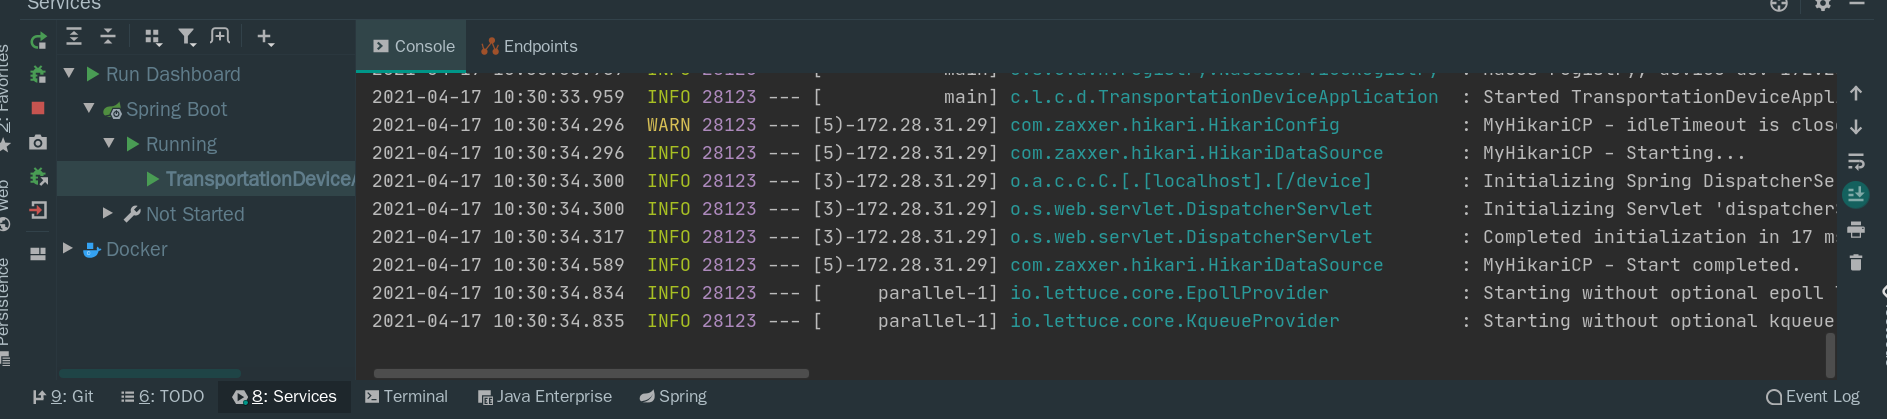 Services
Console Endpoints
Run Dashboard
Spring Boot
Running
TransportationDevice
Not Started
Docker
2: Favorites
Web
Persistence
2021-04-17 10:30:33.959 INFO 28123 --- [ main] c.l.c.d.TransportationDeviceApplication : Started TransportationDeviceAppl
2021-04-17 10:30:34.296 WARN 28123 --- [5)-172.28.31.29] com.zaxxer.hikari.HikariConfig : MyHikariCP - idleTimeout is clos
2021-04-17 10:30:34.296 INFO 28123 --- [5)-172.28.31.29] com.zaxxer.hikari.HikariDataSource : MyHikariCP - Starting...
2021-04-17 10:30:34.300 INFO 28123 --- [3)-172.28.31.29] o.a.c.c.C.[.[localhost].[/device] : Initializing Spring DispatcherSe
2021-04-17 10:30:34.300 INFO 28123 --- [3)-172.28.31.29] o.s.web.servlet.DispatcherServlet : Initializing Servlet 'dispatcher
2021-04-17 10:30:34.317 INFO 28123 --- [3)-172.28.31.29] o.s.web.servlet.DispatcherServlet : Completed initialization in 17 m
2021-04-17 10:30:34.589 INFO 28123 --- [5)-172.28.31.29] com.zaxxer.hikari.HikariDataSource : MyHikariCP - Start completed.
2021-04-17 10:30:34.834 INFO 28123 --- [ parallel-1] io.lettuce.core.EpollProvider : Starting without optional epoll
2021-04-17 10:30:34.835 INFO 28123 --- [ parallel-1] io.lettuce.core.KqueueProvider : Starting without optional kqueue
9: Git 6: TODO 8: Services Terminal Java Enterprise Spring Event Log